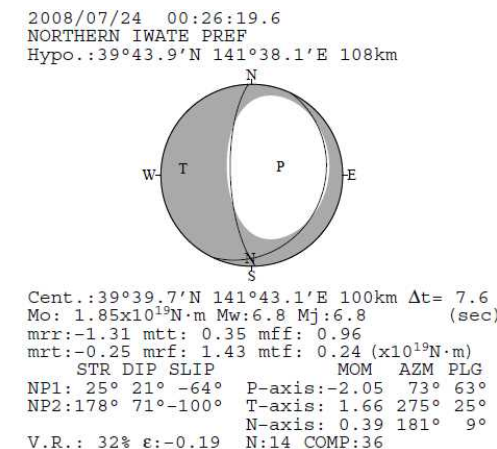 2008/07/24 00:26:19.6
NORTHERN IWATE PREF
Hypo.:39°43.9′N 141°38.1′E 108km
N
W
T
P
E
N
S
Cent.:39°39.7′N 141°43.1′E 100km Δt= 7.6
Mo: 1.85x10¹⁹N·m Mw:6.8 Mj:6.8 (sec)
mrr:-1.31 mtt: 0.35 mff: 0.96
mrt:-0.25 mrf: 1.43 mtf: 0.24 (x10¹⁹N·m)
STR DIP SLIP MOM AZM PLG
NP1: 25° 21° -64° P-axis:-2.05 73° 63°
NP2:178° 71°-100° T-axis: 1.66 275° 25°
N-axis: 0.39 181° 9°
V.R.: 32% ε:-0.19 N:14 COMP:36